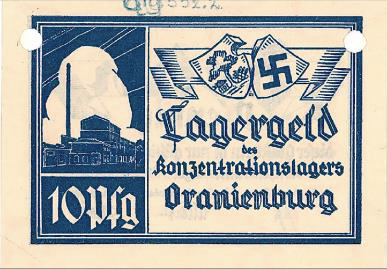 Lagergeld
des
Konzentrationslagers
Oranienburg
10 Pfg